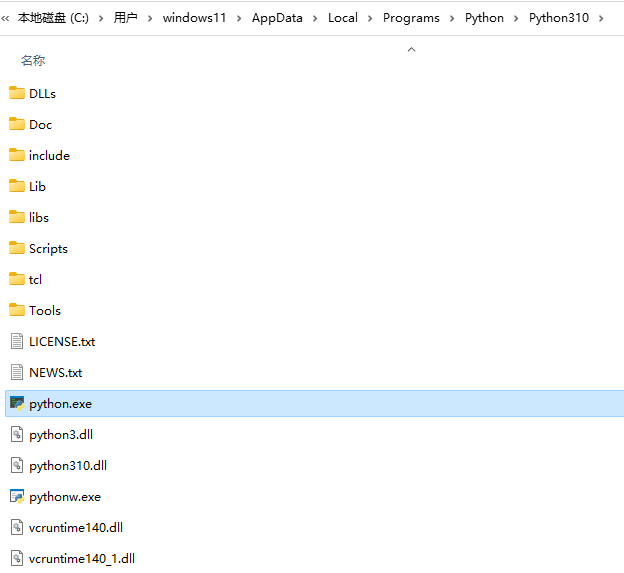 « 本地磁盘 (C:) › 用户 › windows11 › AppData › Local › Programs › Python › Python310 ›
名称
DLLs
Doc
include
Lib
libs
Scripts
tcl
Tools
LICENSE.txt
NEWS.txt
python.exe
python3.dll
python310.dll
pythonw.exe
vcruntime140.dll
vcruntime140_1.dll